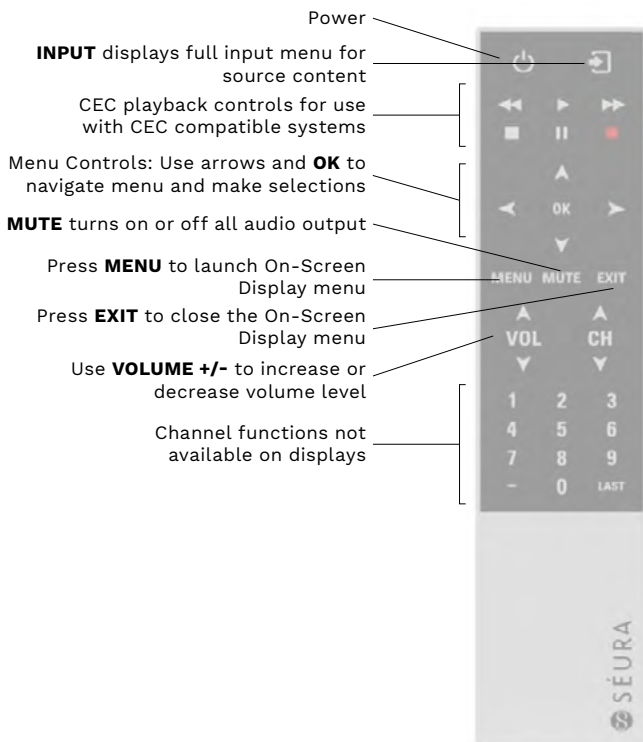 Power
INPUT displays full input menu for
source content
CEC playback controls for use
with CEC compatible systems
Menu Controls: Use arrows and OK to
navigate menu and make selections
MUTE turns on or off all audio output
Press MENU to launch On-Screen
Display menu
Press EXIT to close the On-Screen
Display menu
Use VOLUME +/- to increase or
decrease volume level
Channel functions not
available on displays
OK
MENU MUTE EXIT
VOL CH
1 2 3
4 5 6
7 8 9
- 0 LAST
SÉURA